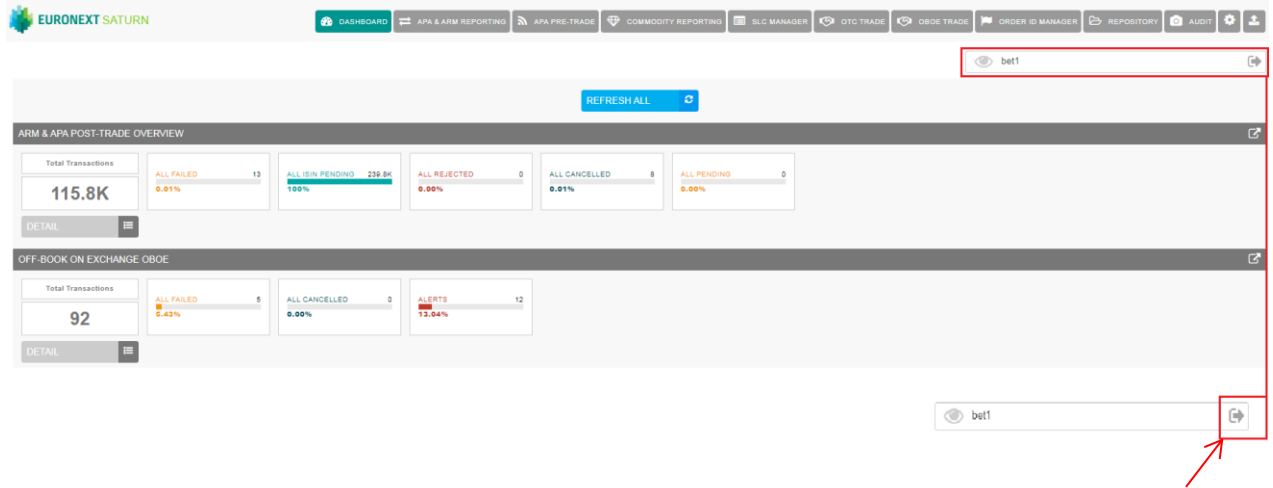 EURONEXT SATURN
DASHBOARD APA & ARM REPORTING APA PRE-TRADE COMMODITY REPORTING SLC MANAGER OTC TRADE OBOE TRADE ORDER ID MANAGER REPOSITORY AUDIT
bet1
REFRESH ALL
ARM & APA POST-TRADE OVERVIEW
Total Transactions
115.8K
DETAIL
ALL FAILED 13
0.01%
ALL ISIN PENDING 239.8K
100%
ALL REJECTED 0
0.00%
ALL CANCELLED 8
0.01%
ALL PENDING 0
0.00%
OFF-BOOK ON EXCHANGE OBOE
Total Transactions
92
DETAIL
ALL FAILED 5
5.43%
ALL CANCELLED 0
0.00%
ALERTS 12
13.04%
bet1